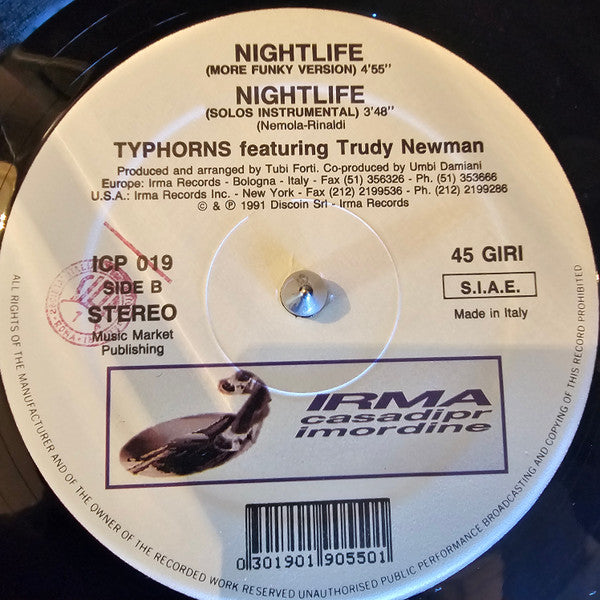 NIGHTLIFE
(MORE FUNKY VERSION) 4'55"
NIGHTLIFE
(SOLOS INSTRUMENTAL) 3'48"
(Nemola-Rinaldi)
TYPHORNS featuring Trudy Newman
Produced and arranged by Tubi Forti. Co-produced by Umbi Damiani
Europe: Irma Records - Bologna - Italy - Fax (51) 356326 - Ph. (51) 353666
U.S.A.: Irma Records Inc. - New York - Fax (212) 2199536 - Ph. (212) 2199286
© & ℗ 1991 Discoin Srl - Irma Records
ICP 019
SIDE B
STEREO
Music Market
Publishing
45 GIRI
S.I.A.E.
Made in Italy
IRMA
casadipr
imordine
0 301901 905501
ALL RIGHTS OF THE MANUFACTURER AND OF THE OWNER OF THE RECORDED WORK RESERVED UNAUTHORISED PUBLIC PERFORMANCE BROADCASTING AND COPYING OF THIS RECORD PROHIBITED